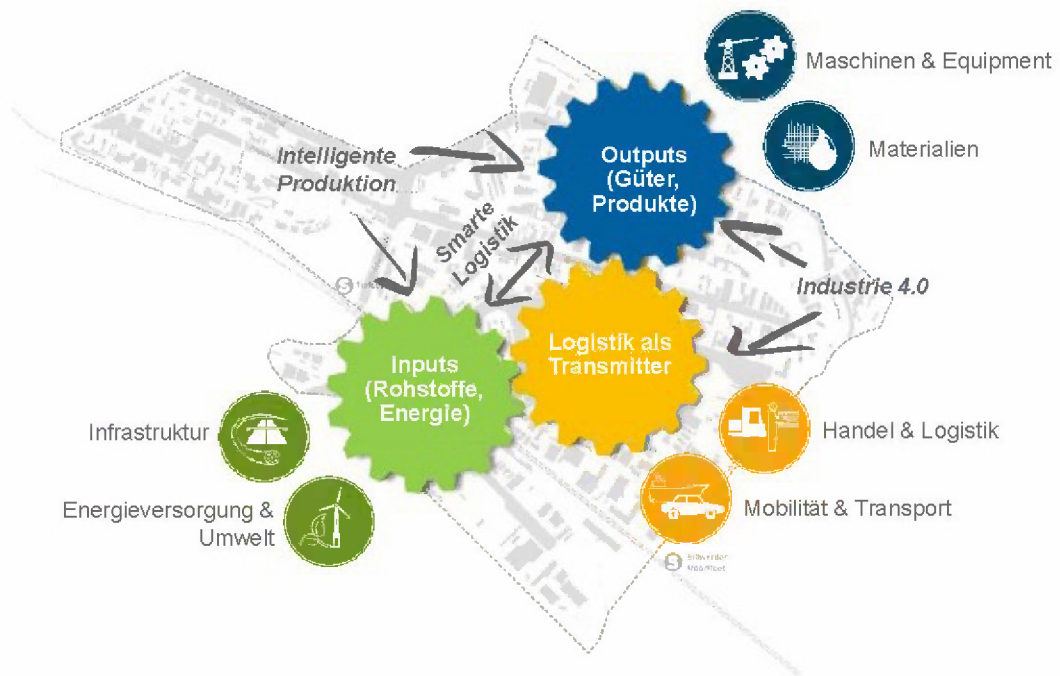 Maschinen & Equipment
Materialien
Outputs
(Güter,
Produkte)
Intelligente
Produktion
Smarte
Logistik
Industrie 4.0
Logistik als
Transmitter
Inputs
(Rohstoffe,
Energie)
Infrastruktur
Energieversorgung &
Umwelt
Handel & Logistik
Mobilität & Transport
S
S